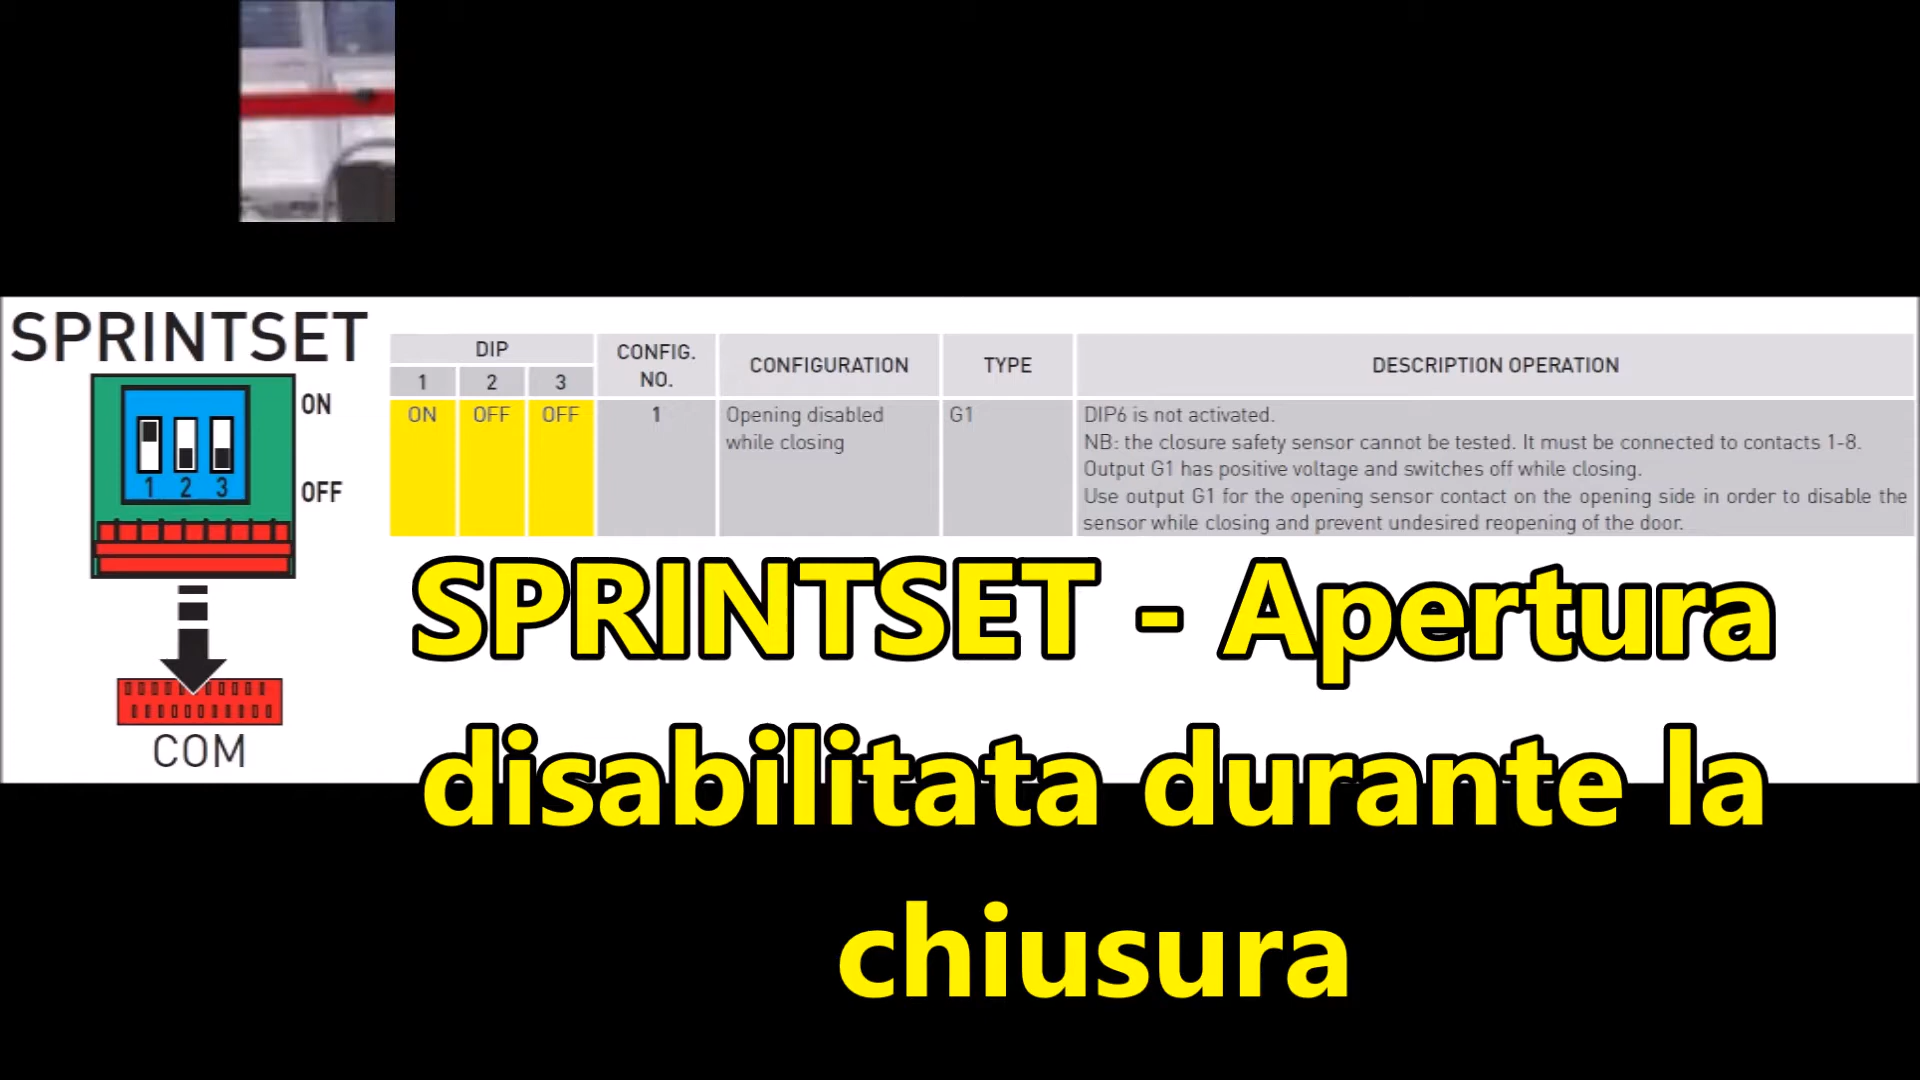 SPRINTSET
ON
1 2 3
OFF
COM
DIP
1 2 3
CONFIG.
NO.
CONFIGURATION
TYPE
DESCRIPTION OPERATION
ON OFF OFF
1
Opening disabled
while closing
G1
DIP6 is not activated.
NB: the closure safety sensor cannot be tested. It must be connected to contacts 1-8.
Output G1 has positive voltage and switches off while closing.
Use output G1 for the opening sensor contact on the opening side in order to disable the
sensor while closing and prevent undesired reopening of the door.
SPRINTSET - Apertura
disabilitata durante la
chiusura